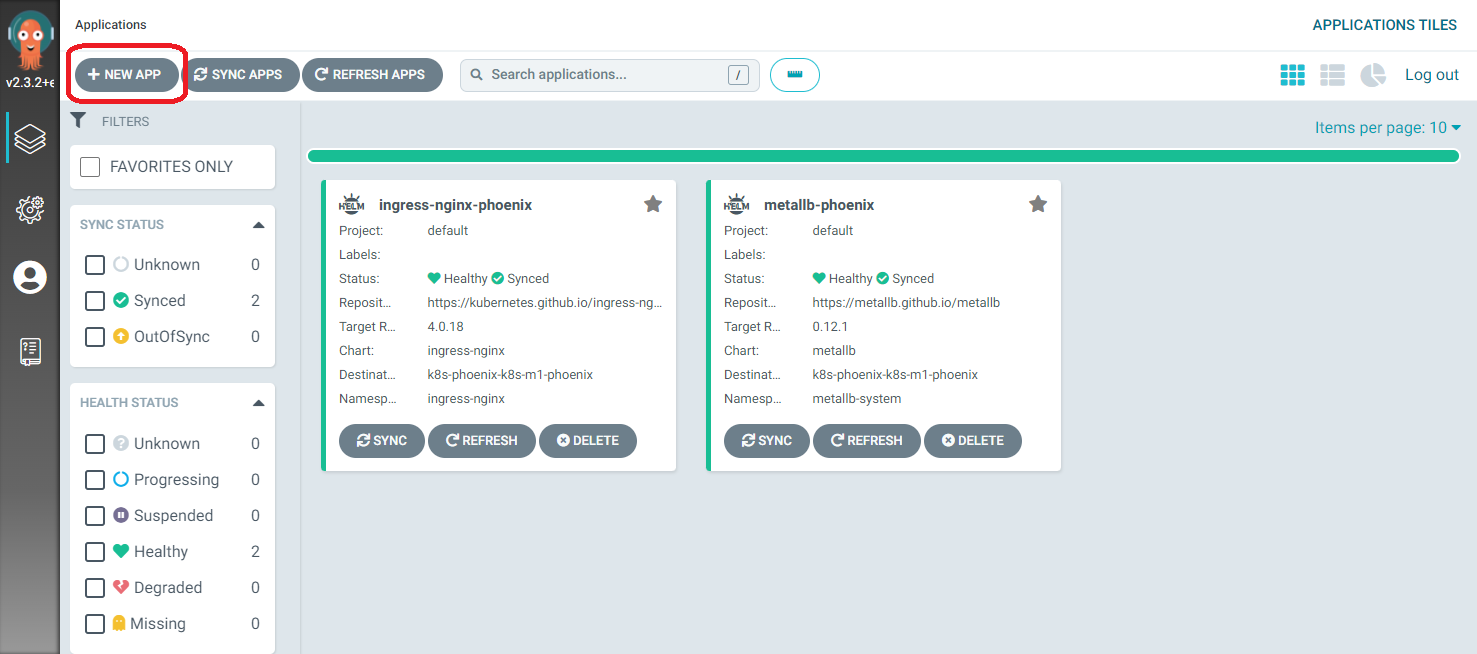 Applications
APPLICATIONS TILES
v2.3.2+e
NEW APP
SYNC APPS
REFRESH APPS
Search applications...
/
Log out
FILTERS
Items per page: 10
FAVORITES ONLY
SYNC STATUS
Unknown 0
Synced 2
OutOfSync 0
HEALTH STATUS
Unknown 0
Progressing 0
Suspended 0
Healthy 2
Degraded 0
Missing 0
HELM
ingress-nginx-phoenix
Project: default
Labels:
Status: Healthy Synced
Reposit... https://kubernetes.github.io/ingress-ng...
Target R... 4.0.18
Chart: ingress-nginx
Destinat... k8s-phoenix-k8s-m1-phoenix
Namesp... ingress-nginx
SYNC
REFRESH
DELETE
HELM
metallb-phoenix
Project: default
Labels:
Status: Healthy Synced
Reposit... https://metallb.github.io/metallb
Target R... 0.12.1
Chart: metallb
Destinat... k8s-phoenix-k8s-m1-phoenix
Namesp... metallb-system
SYNC
REFRESH
DELETE